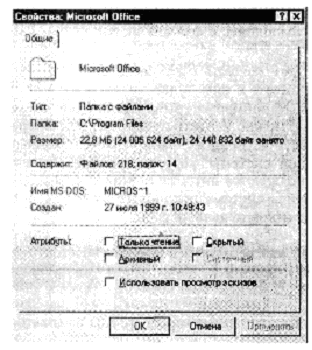 Свойства: Microsoft Office
Общие
Microsoft Office
Тип: Папка с файлами
Папка: C:\Program Files
Размер: 22,8 МБ (24 005 624 байт), 24 440 832 байт занято
Содержит: Файлов: 218; папок: 14
Имя MS-DOS: MICROS~1
Создан: 27 июля 1999 г. 10:49:43
Атрибуты: Только чтение Скрытый
Архивный Системный
Использовать просмотр эскизов
OK Отмена Применить